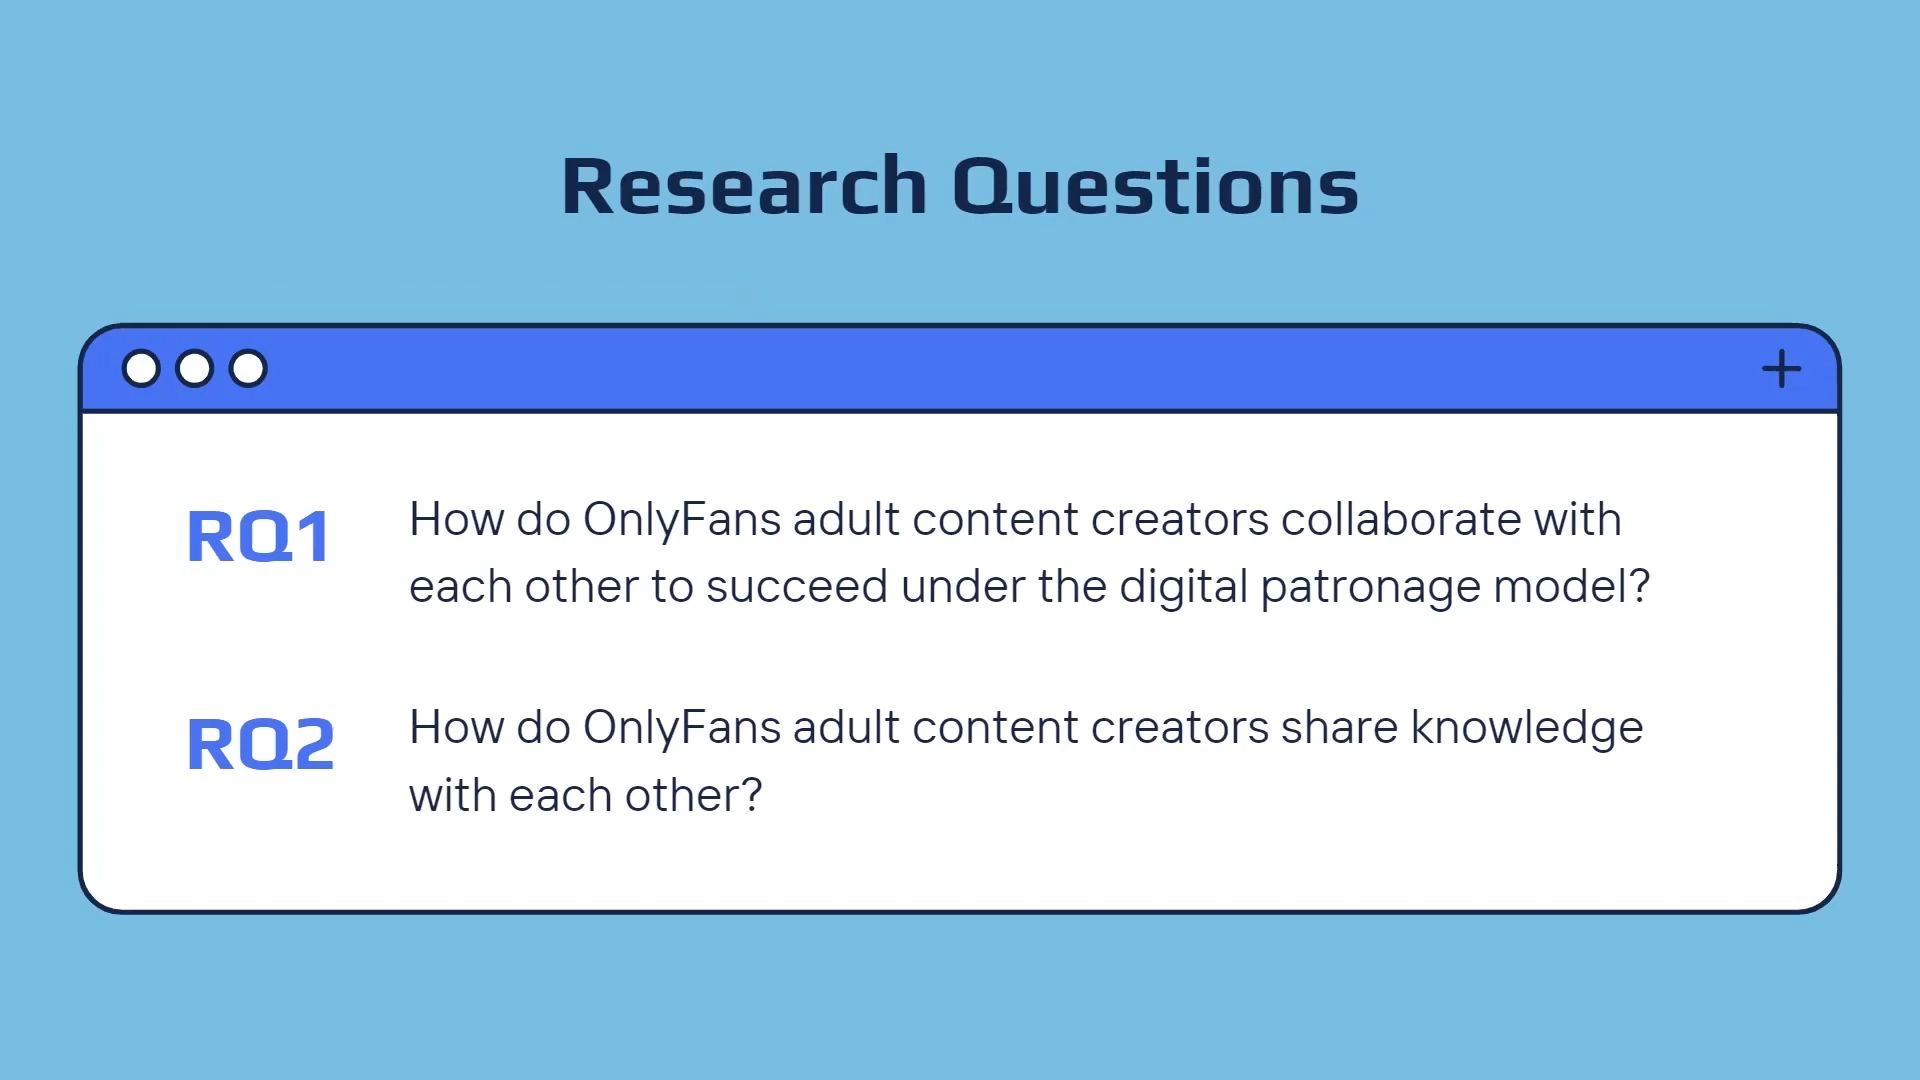 Research Questions
RQ1
How do OnlyFans adult content creators collaborate with
each other to succeed under the digital patronage model?
RQ2
How do OnlyFans adult content creators share knowledge
with each other?